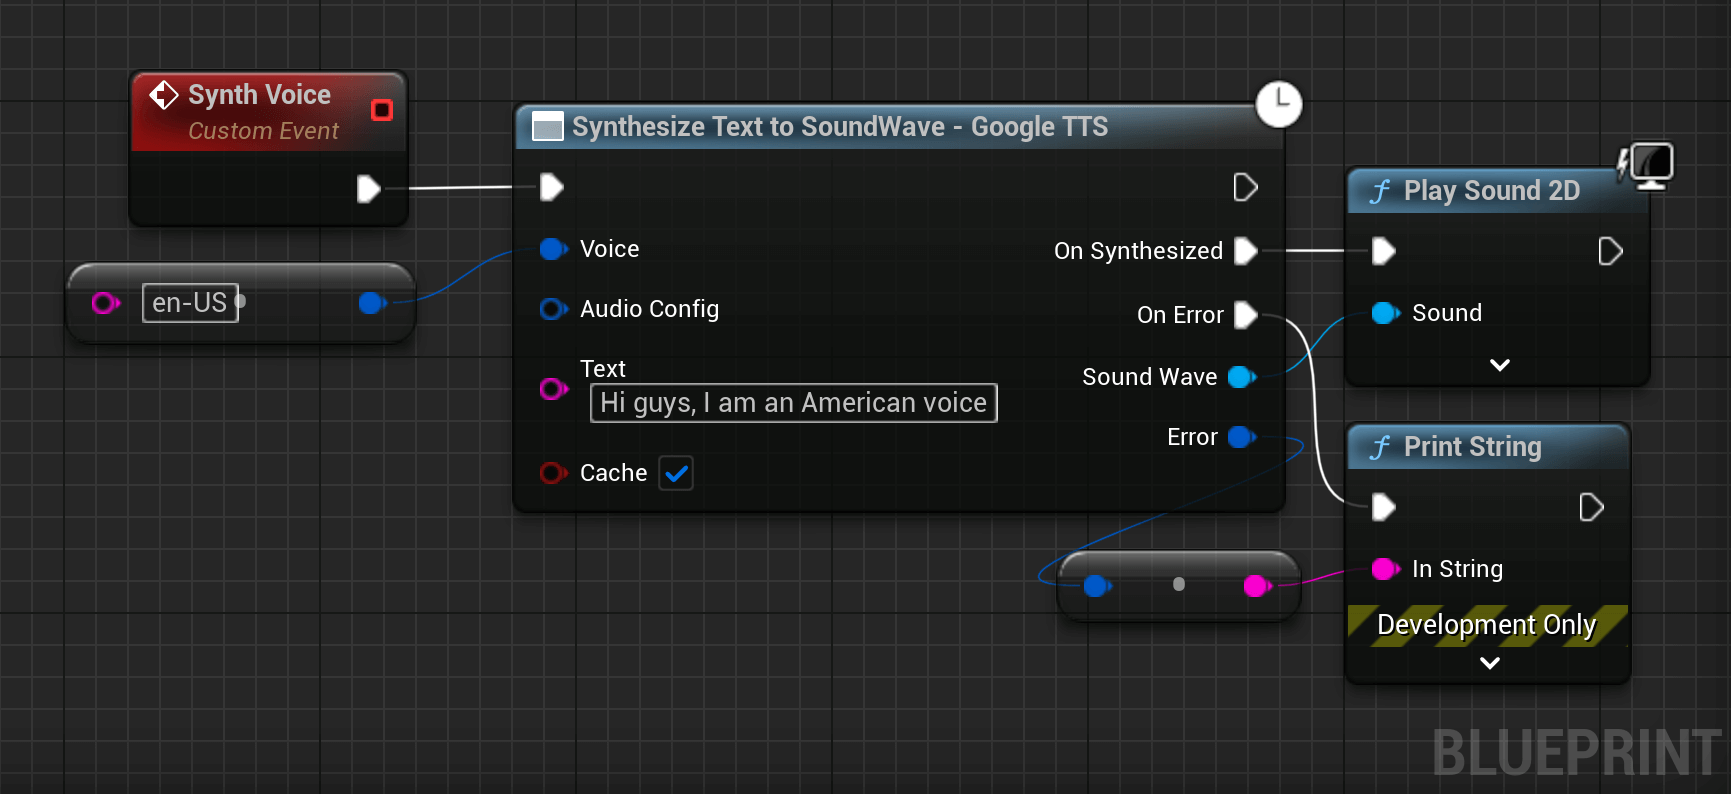 Synth Voice
Custom Event
Synthesize Text to SoundWave - Google TTS
en-US
Voice
Audio Config
Text
Hi guys, I am an American voice
Cache
On Synthesized
On Error
Sound Wave
Error
Play Sound 2D
Sound
Print String
In String
Development Only
BLUEPRINT